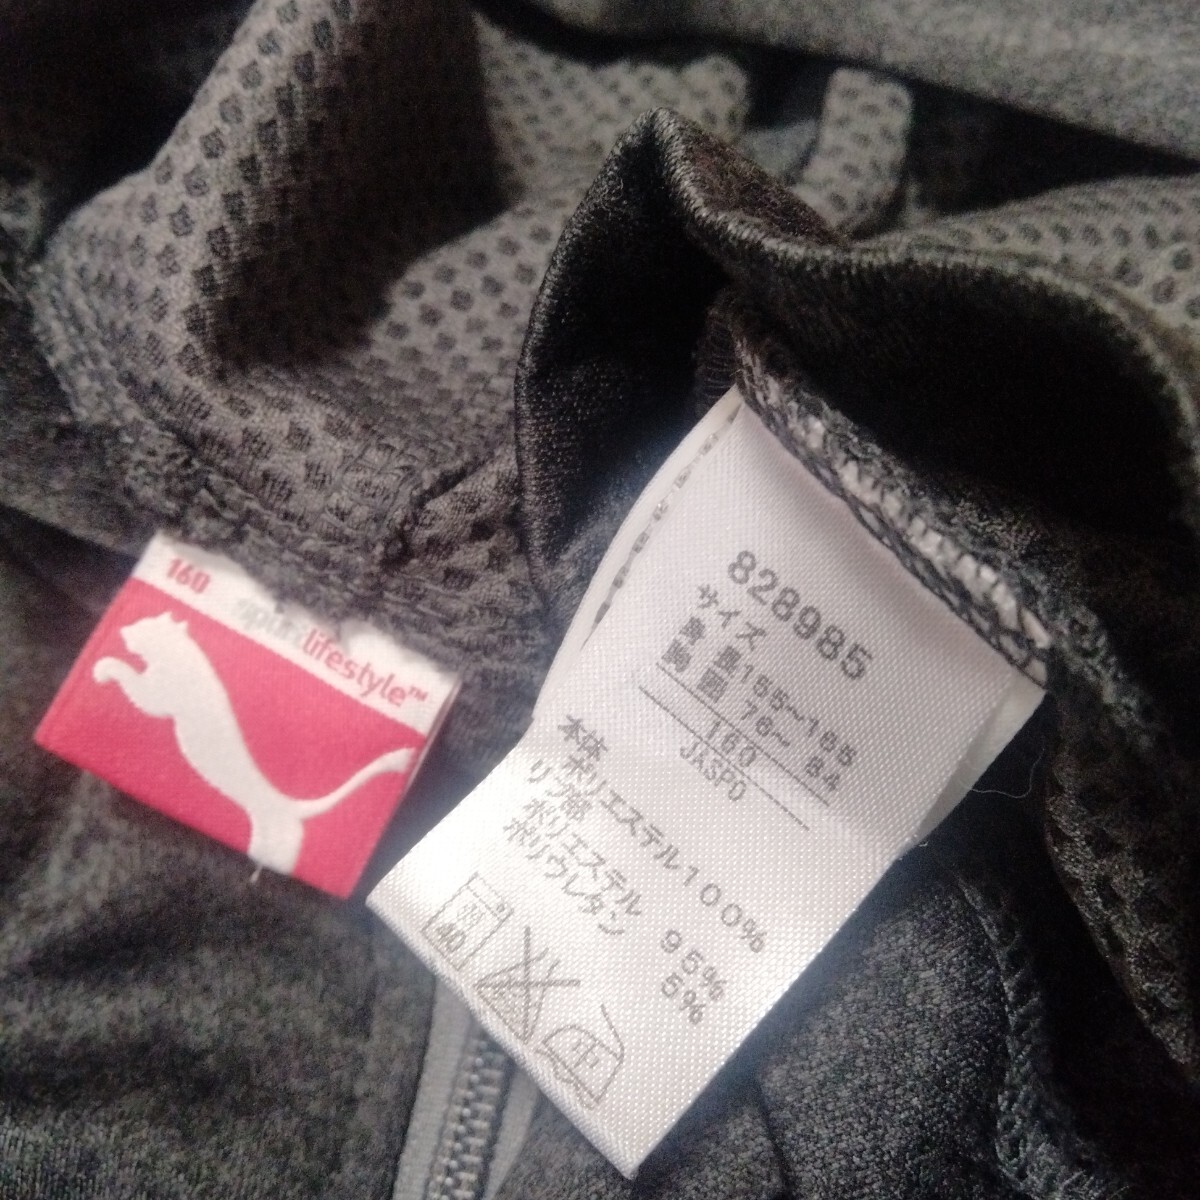 160
sportlifestyle™
828985
サイズ
身長155~165
胸囲 76~ 84
160
JASPO
本体
ポリエステル100%
リブ部
ポリエステル 95%
ポリウレタン 5%
40
中